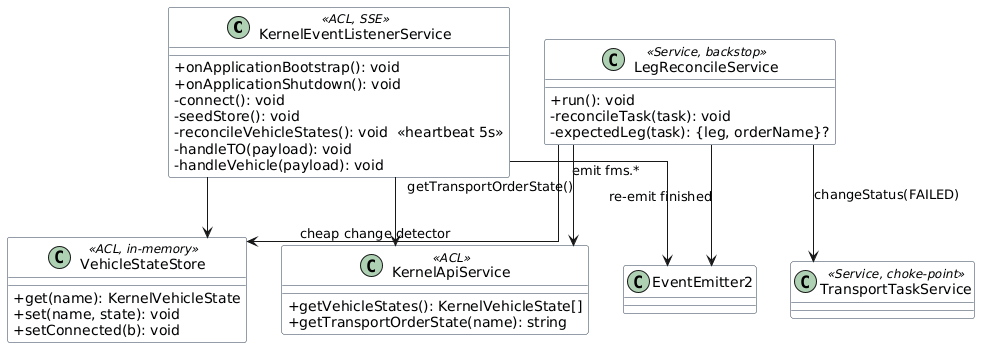 «ACL, SSE»
C KernelEventListenerService
+onApplicationBootstrap(): void
+onApplicationShutdown(): void
-connect(): void
-seedStore(): void
-reconcileVehicleStates(): void «heartbeat 5s»
-handleTO(payload): void
-handleVehicle(payload): void
«Service, backstop»
C LegReconcileService
+run(): void
-reconcileTask(task): void
-expectedLeg(task): {leg, orderName}?
emit fms.*
getTransportOrderState()
re-emit finished
changeStatus(FAILED)
cheap change detector
«ACL, in-memory»
C VehicleStateStore
+get(name): KernelVehicleState
+set(name, state): void
+setConnected(b): void
«ACL»
C KernelApiService
+getVehicleStates(): KernelVehicleState[]
+getTransportOrderState(name): string
C EventEmitter2
«Service, choke-point»
C TransportTaskService